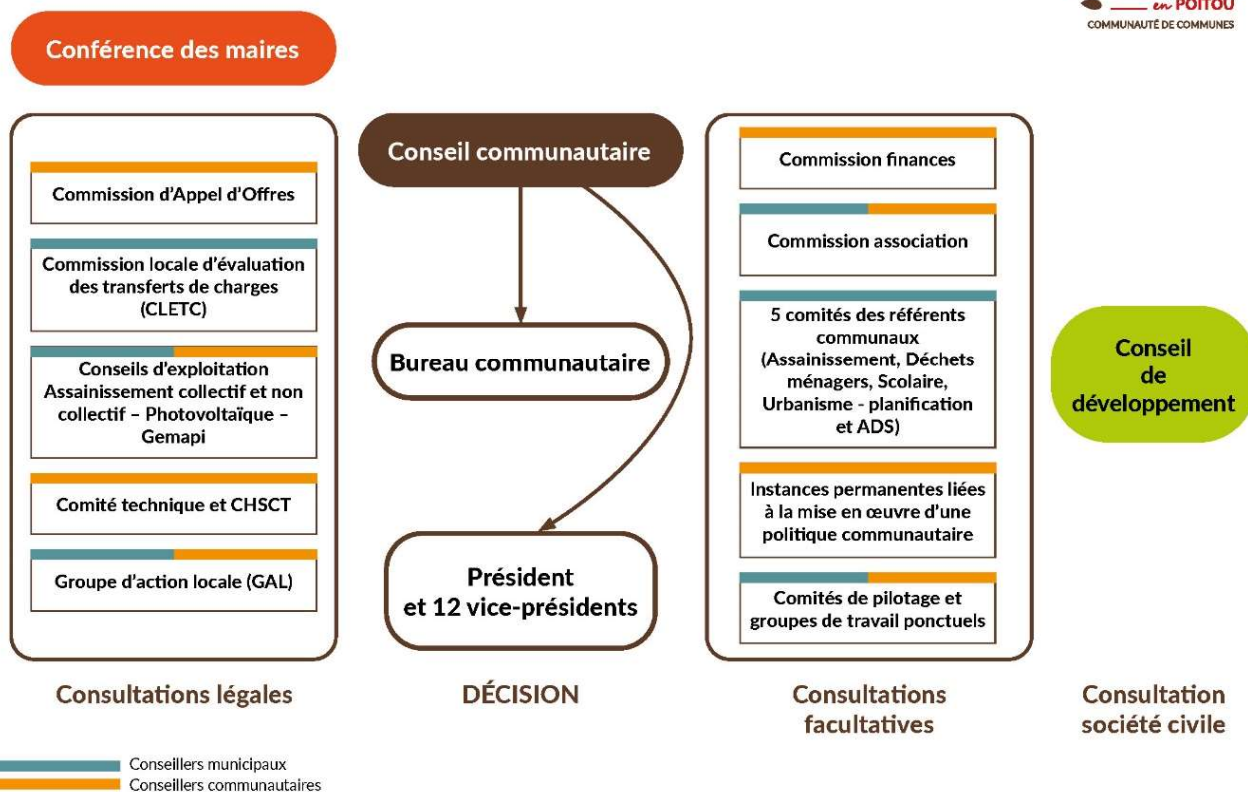 en POITOU
COMMUNAUTÉ DE COMMUNES
Conférence des maires
Commission d'Appel d'Offres
Commission locale d'évaluation
des transferts de charges
(CLETC)
Conseils d'exploitation
Assainissement collectif et non
collectif – Photovoltaïque –
Gemapi
Comité technique et CHSCT
Groupe d'action locale (GAL)
Consultations légales
Conseil communautaire
Bureau communautaire
Président
et 12 vice-présidents
DÉCISION
Commission finances
Commission association
5 comités des référents
communaux
(Assainissement, Déchets
ménagers, Scolaire,
Urbanisme - planification
et ADS)
Instances permanentes liées
à la mise en œuvre d'une
politique communautaire
Comités de pilotage et
groupes de travail ponctuels
Consultations
facultatives
Conseil
de
développement
Consultation
société civile
Conseillers municipaux
Conseillers communautaires